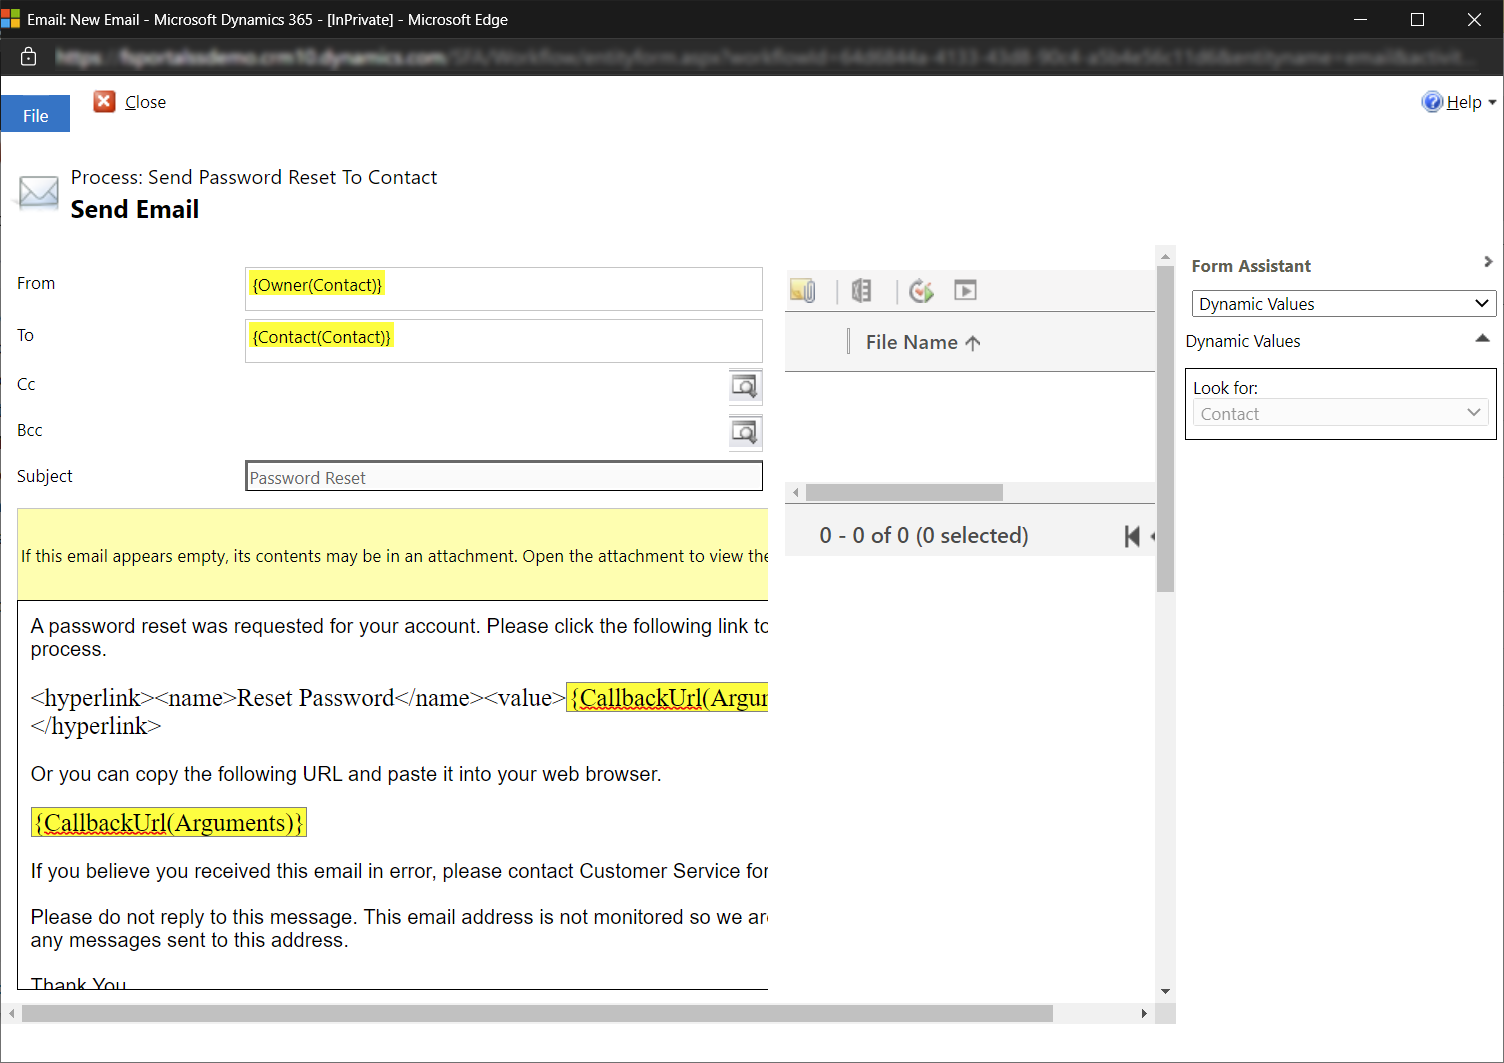 Email: New Email - Microsoft Dynamics 365 - [InPrivate] - Microsoft Edge
File
Close
Help
Process: Send Password Reset To Contact
Send Email
From
{Owner(Contact)}
To
{Contact(Contact)}
Cc
Bcc
Subject
Password Reset
If this email appears empty, its contents may be in an attachment. Open the attachment to view the
A password reset was requested for your account. Please click the following link to
process.
<hyperlink><name>Reset Password</name><value>{CallbackUrl(Argu
</hyperlink>
Or you can copy the following URL and paste it into your web browser.
{CallbackUrl(Arguments)}
If you believe you received this email in error, please contact Customer Service for
Please do not reply to this message. This email address is not monitored so we are
any messages sent to this address.
Thank You
File Name
0 - 0 of 0 (0 selected)
Form Assistant
Dynamic Values
Dynamic Values
Look for:
Contact